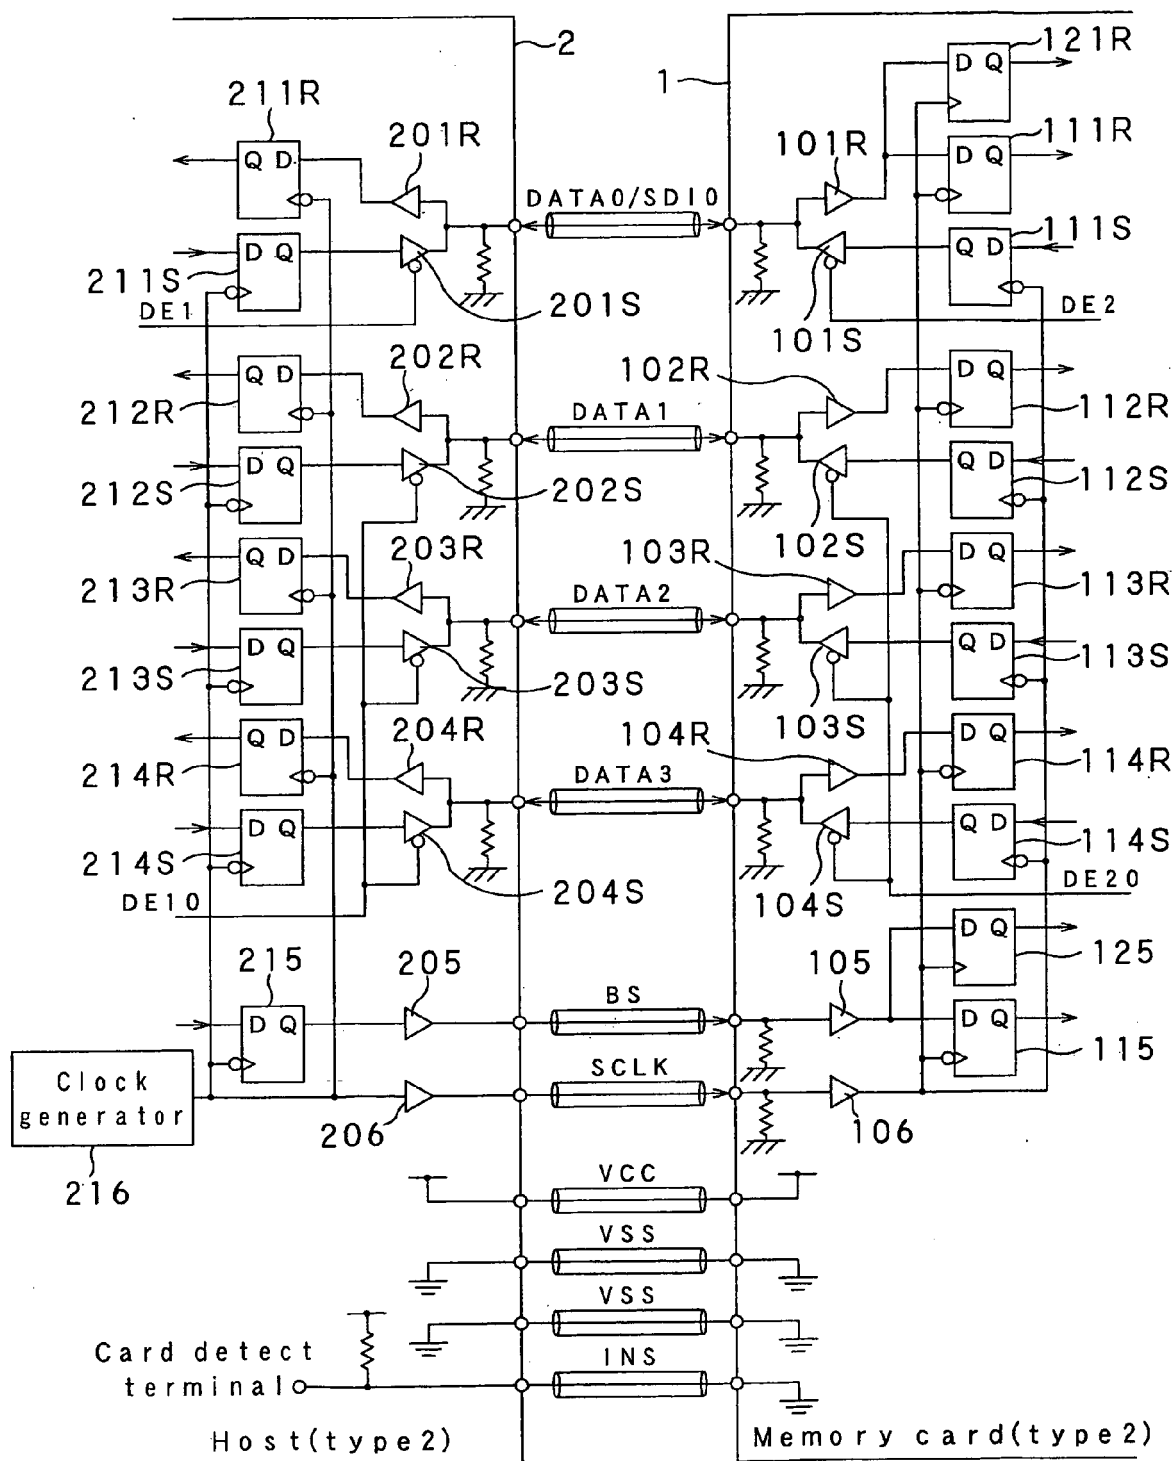 2
1
121R
D Q
211R
201R
101R
111R
Q D
D Q
DATA0/SDI0
111S
D Q
Q D
211S
DE1
201S
101S
DE2
202R
102R
Q D
D Q
212R
112R
DATA1
D Q
Q D
212S
202S
102S
112S
203R
103R
Q D
D Q
213R
113R
DATA2
D Q
Q D
213S
203S
103S
113S
204R
104R
Q D
D Q
214R
114R
DATA3
D Q
Q D
214S
114S
DE10
204S
104S
DE20
D Q
215
205
105
125
BS
D Q
D Q
115
SCLK
Clock
generator
206
106
216
VCC
VSS
VSS
Card detect
terminal
INS
Host(type2)
Memory card(type2)